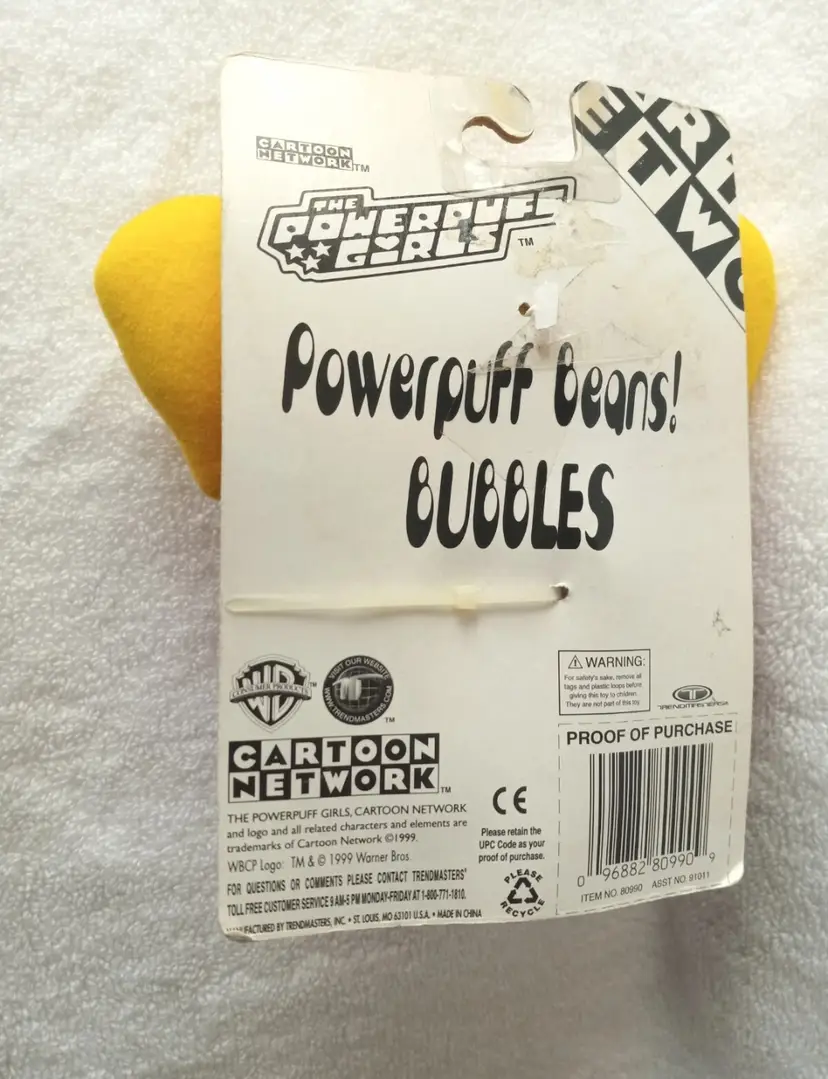 CARTOON
NETWORK™
THE
POWERPUFF
GIRLS™
Powerpuff Beans!
BUBBLES
WB
CONSUMER PRODUCTS™
VISIT OUR WEBSITE
WWW.TRENDMASTERS.COM
™
CARTOON
NETWORK™
THE POWERPUFF GIRLS, CARTOON NETWORK
and logo and all related characters and elements are
trademarks of Cartoon Network ©1999.
WBCP Logo: TM & © 1999 Warner Bros.
FOR QUESTIONS OR COMMENTS PLEASE CONTACT TRENDMASTERS'
TOLL FREE CUSTOMER SERVICE 9 AM-5 PM MONDAY-FRIDAY AT 1-800-771-1810.
FACTURED BY TRENDMASTERS, INC. • ST. LOUIS, MO 63101 U.S.A. • MADE IN CHINA
CE
Please retain the
UPC Code as your
proof of purchase.
PLEASE
RECYCLE
⚠ WARNING:
For safety's sake, remove all
tags and plastic loops before
giving this toy to children.
They are not part of this toy.
TRENDMASTERS®
PROOF OF PURCHASE
0 96882 80990 9
ITEM NO. 80990 ASST NO. 91011